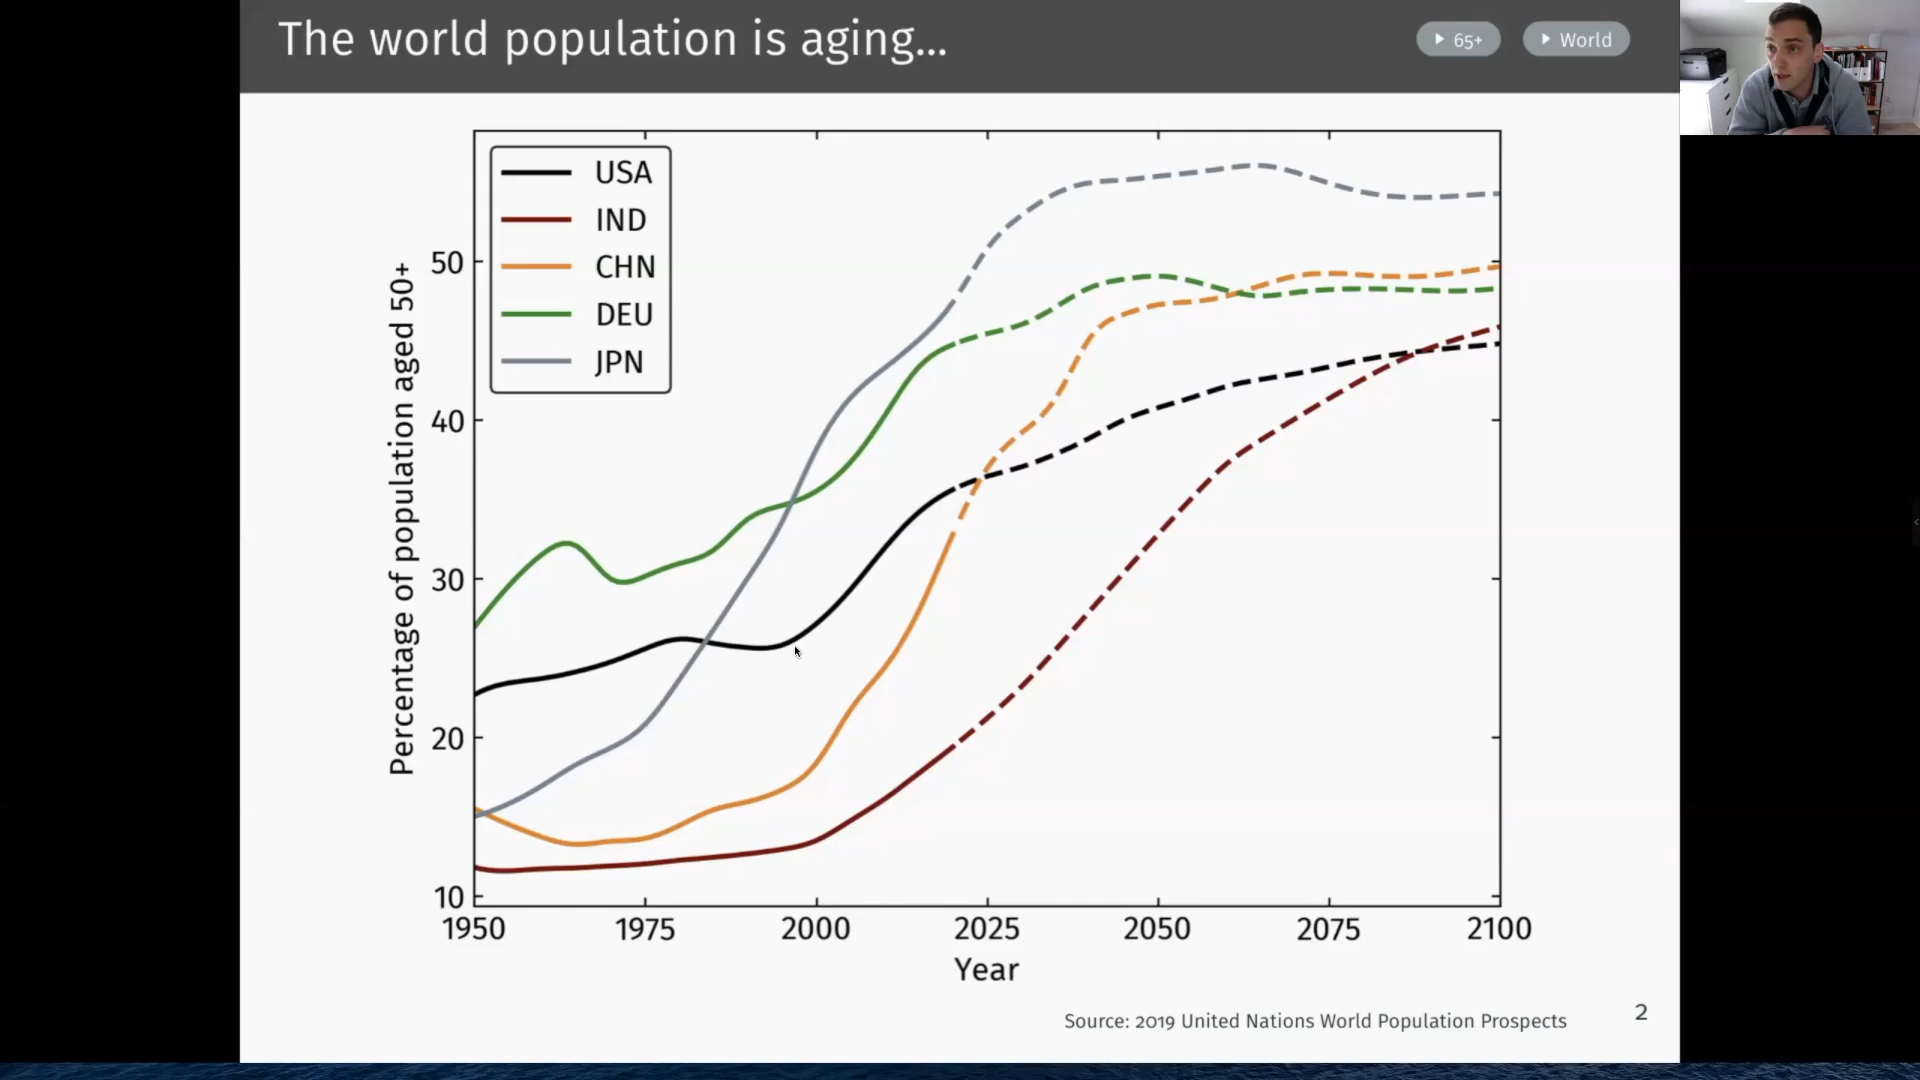 The world population is aging...
65+
World
USA
IND
CHN
DEU
JPN
Percentage of population aged 50+
50
40
30
20
10
1950 1975 2000 2025 2050 2075 2100
Year
Source: 2019 United Nations World Population Prospects
2